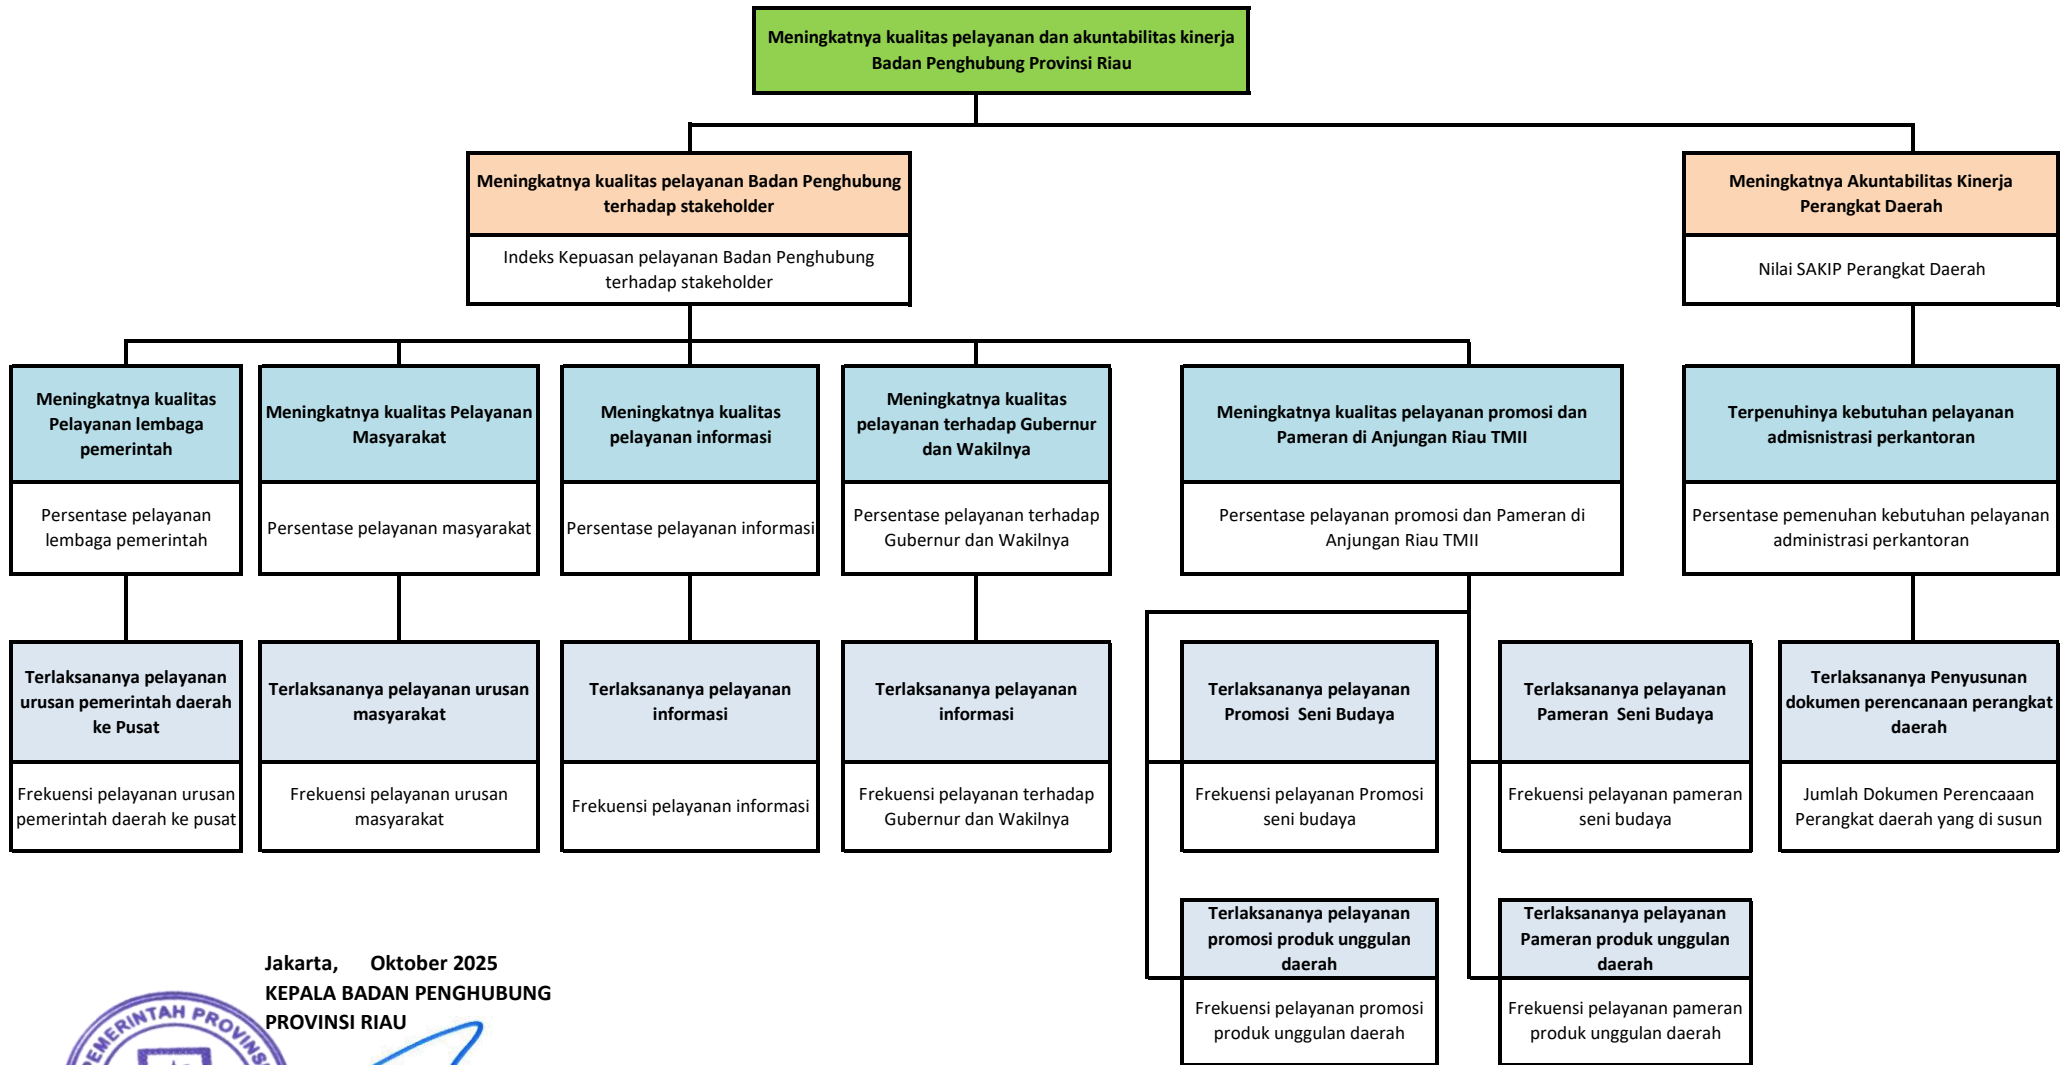 Meningkatnya kualitas pelayanan dan akuntabilitas kinerja
Badan Penghubung Provinsi Riau
Meningkatnya kualitas pelayanan Badan Penghubung
terhadap stakeholder
Indeks Kepuasan pelayanan Badan Penghubung
terhadap stakeholder
Meningkatnya Akuntabilitas Kinerja
Perangkat Daerah
Nilai SAKIP Perangkat Daerah
Meningkatnya kualitas
Pelayanan lembaga
pemerintah
Persentase pelayanan
lembaga pemerintah
Meningkatnya kualitas Pelayanan
Masyarakat
Persentase pelayanan masyarakat
Meningkatnya kualitas
pelayanan informasi
Persentase pelayanan informasi
Meningkatnya kualitas
pelayanan terhadap Gubernur
dan Wakilnya
Persentase pelayanan terhadap
Gubernur dan Wakilnya
Meningkatnya kualitas pelayanan promosi dan
Pameran di Anjungan Riau TMII
Persentase pelayanan promosi dan Pameran di
Anjungan Riau TMII
Terpenuhinya kebutuhan pelayanan
admisnistrasi perkantoran
Persentase pemenuhan kebutuhan pelayanan
administrasi perkantoran
Terlaksananya pelayanan
urusan pemerintah daerah
ke Pusat
Frekuensi pelayanan urusan
pemerintah daerah ke pusat
Terlaksananya pelayanan urusan
masyarakat
Frekuensi pelayanan urusan
masyarakat
Terlaksananya pelayanan
informasi
Frekuensi pelayanan informasi
Terlaksananya pelayanan
informasi
Frekuensi pelayanan terhadap
Gubernur dan Wakilnya
Terlaksananya pelayanan
Promosi  Seni Budaya
Frekuensi pelayanan Promosi
seni budaya
Terlaksananya pelayanan
Pameran  Seni Budaya
Frekuensi pelayanan pameran
seni budaya
Terlaksananya Penyusunan
dokumen perencanaan perangkat
daerah
Jumlah Dokumen Perencaaan
Perangkat daerah yang di susun
Terlaksananya pelayanan
promosi produk unggulan
daerah
Frekuensi pelayanan promosi
produk unggulan daerah
Terlaksananya pelayanan
Pameran produk unggulan
daerah
Frekuensi pelayanan pameran
produk unggulan daerah
Jakarta,     Oktober 2025
KEPALA BADAN PENGHUBUNG
PROVINSI RIAU
PEMERINTAH PROVINSI